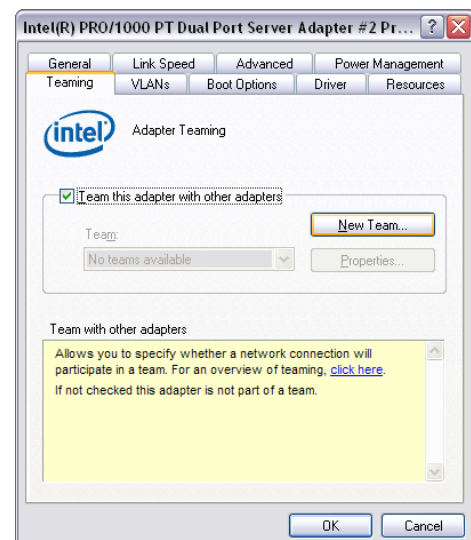 Intel(R) PRO/1000 PT Dual Port Server Adapter #2 Pr...
General Link Speed Advanced Power Management
Teaming VLANs Boot Options Driver Resources
intel Adapter Teaming
Team this adapter with other adapters
New Team...
Team:
No teams available
Properties...
Team with other adapters
Allows you to specify whether a network connection will
participate in a team. For an overview of teaming, click here.
If not checked this adapter is not part of a team.
OK Cancel